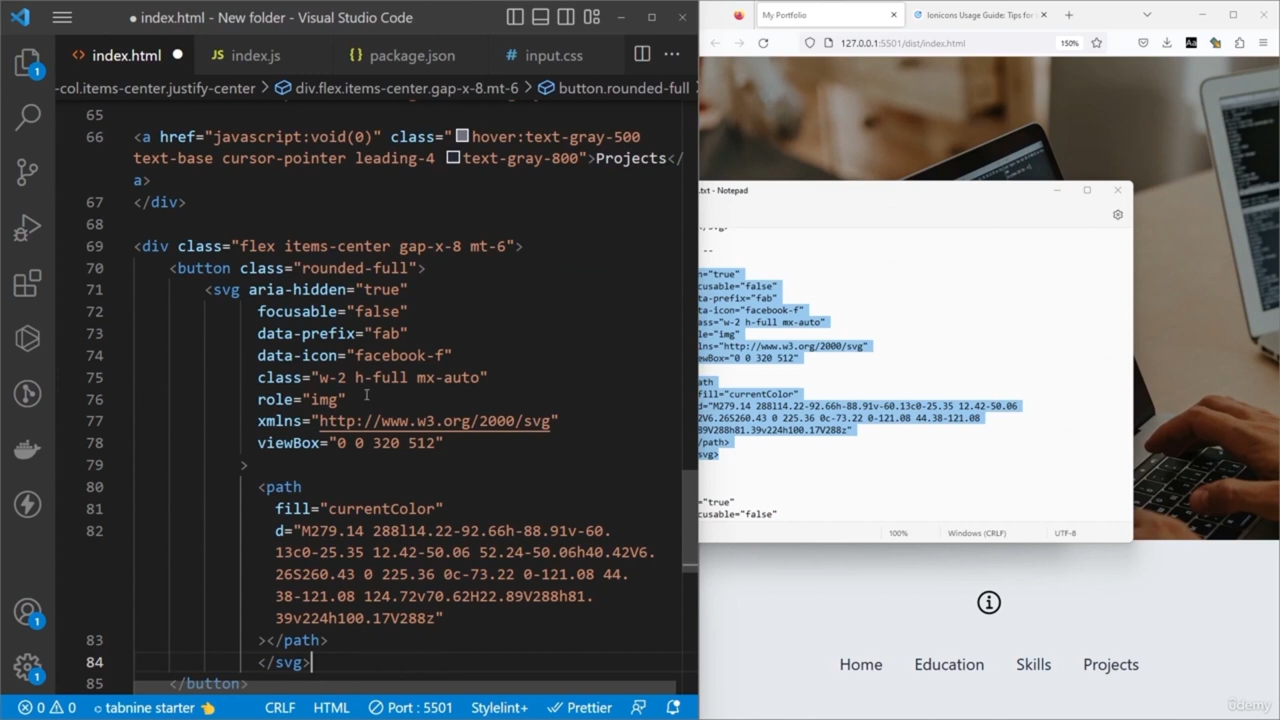 index.html - New folder - Visual Studio Code
index.html
index.js
package.json
input.css
-col.items-center.justify-center > div.flex.items-center.gap-x-8.mt-6 > button.rounded-full
65
66 <a href="javascript:void(0)" class="hover:text-gray-500
text-base cursor-pointer leading-4 text-gray-800">Projects</
a>
67 </div>
68
69 <div class="flex items-center gap-x-8 mt-6">
70 <button class="rounded-full">
71 <svg aria-hidden="true"
72 focusable="false"
73 data-prefix="fab"
74 data-icon="facebook-f"
75 class="w-2 h-full mx-auto"
76 role="img"
77 xmlns="http://www.w3.org/2000/svg"
78 viewBox="0 0 320 512"
79 >
80 <path
81 fill="currentColor"
82 d="M279.14 288l14.22-92.66h-88.91v-60.
13c0-25.35 12.42-50.06 52.24-50.06h40.42V6.
26S260.43 0 225.36 0c-73.22 0-121.08 44.
38-121.08 124.72v70.62H22.89V288h81.
39v224h100.17V288z"
83 ></path>
84 </svg>
85 </button>
1
1
1
0 0 tabnine starter CRLF HTML Port : 5501 Stylelint+ Prettier
My Portfolio
Ionicons Usage Guide: Tips for
127.0.0.1:5501/dist/index.html 150%
Aa
.txt - Notepad
--
="true"
cusable="false"
ta-prefix="fab"
ta-icon="facebook-f"
ass="w-2 h-full mx-auto"
le="img"
lns="http://www.w3.org/2000/svg"
ewBox="0 0 320 512"
ath
fill="currentColor"
d="M279.14 288l14.22-92.66h-88.91v-60.13c0-25.35 12.42-50.06
V6.26S260.43 0 225.36 0c-73.22 0-121.08 44.38-121.08
89V288h81.39v224h100.17V288z"
/path>
svg>
="true"
cusable="false"
100% Windows (CRLF) UTF-8
Home Education Skills Projects
ûdemy